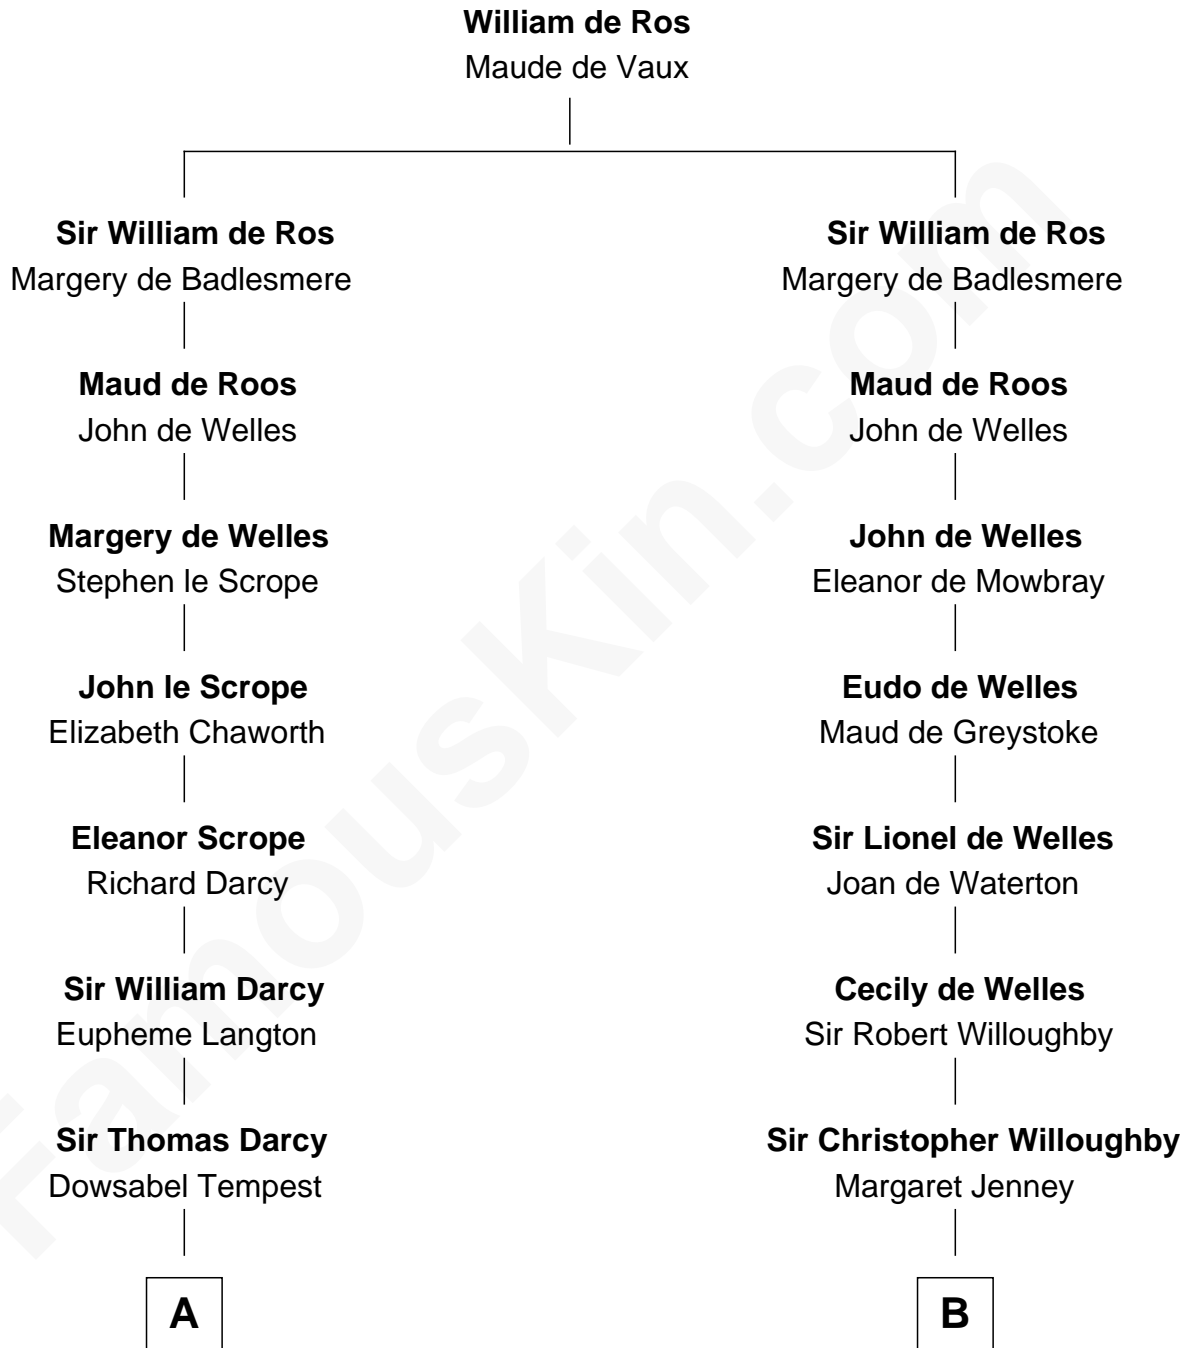 William de Ros
Maude de Vaux
Sir William de Ros
Margery de Badlesmere
Maud de Roos
John de Welles
Margery de Welles
Stephen le Scrope
John le Scrope
Elizabeth Chaworth
Eleanor Scrope
Richard Darcy
Sir William Darcy
Eupheme Langton
Sir Thomas Darcy
Dowsabel Tempest
A
Sir William de Ros
Margery de Badlesmere
Maud de Roos
John de Welles
John de Welles
Eleanor de Mowbray
Eudo de Welles
Maud de Greystoke
Sir Lionel de Welles
Joan de Waterton
Cecily de Welles
Sir Robert Willoughby
Sir Christopher Willoughby
Margaret Jenney
B
FamousKin.com